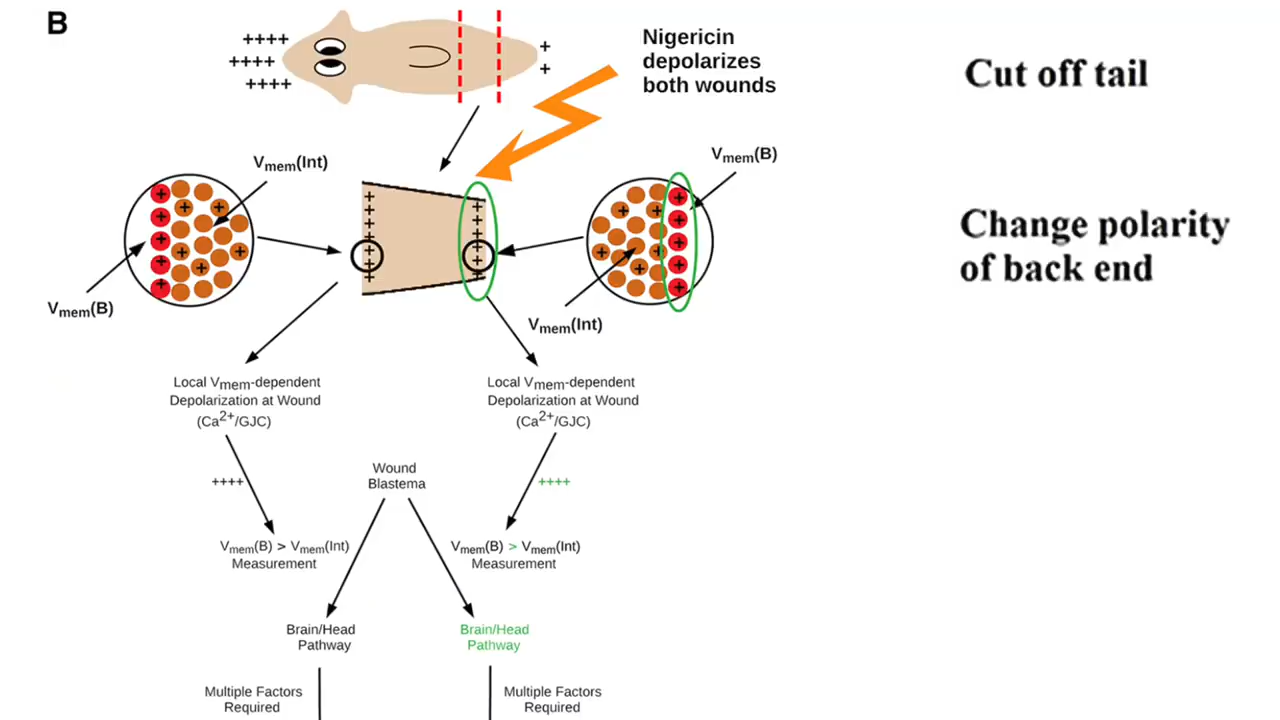 B
++++
++++
++++
+
+
Nigericin
depolarizes
both wounds
Cut off tail
Vmem(Int)
Vmem(B)
Vmem(B)
Vmem(Int)
Change polarity
of back end
Local Vmem-dependent
Depolarization at Wound
(Ca2+/GJC)
Local Vmem-dependent
Depolarization at Wound
(Ca2+/GJC)
++++
Wound
Blastema
++++
Vmem(B) > Vmem(Int)
Measurement
Vmem(B) > Vmem(Int)
Measurement
Brain/Head
Pathway
Brain/Head
Pathway
Multiple Factors
Required
Multiple Factors
Required